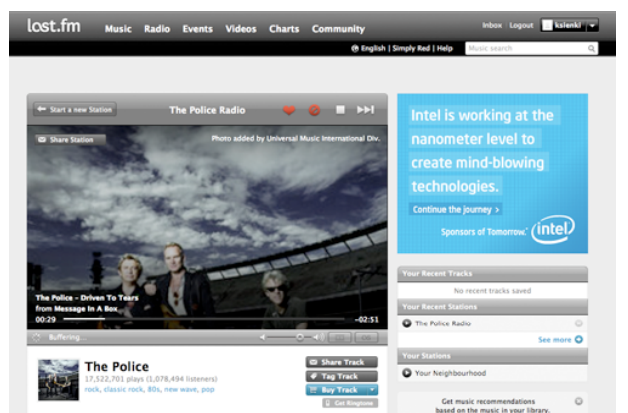 last.fm
Music Radio Events Videos Charts Community
Inbox Logout kslenki
English | Simply Red | Help
Music search
Start a new Station
The Police Radio
Share Station
Photo added by Universal Music International Div.
The Police - Driven To Tears
from Message In A Box
00:29
-02:51
Buffering...
The Police
17,522,701 plays (1,078,494 listeners)
rock, classic rock, 80s, new wave, pop
Share Track
Tag Track
Buy Track
Get Ringtone
Intel is working at the
nanometer level to
create mind-blowing
technologies.
Continue the journey >
Sponsors of Tomorrow.™
intel
Your Recent Tracks
No recent tracks saved
Your Recent Stations
The Police Radio
See more
Your Stations
Your Neighbourhood
Get music recommendations
based on the music in your library.